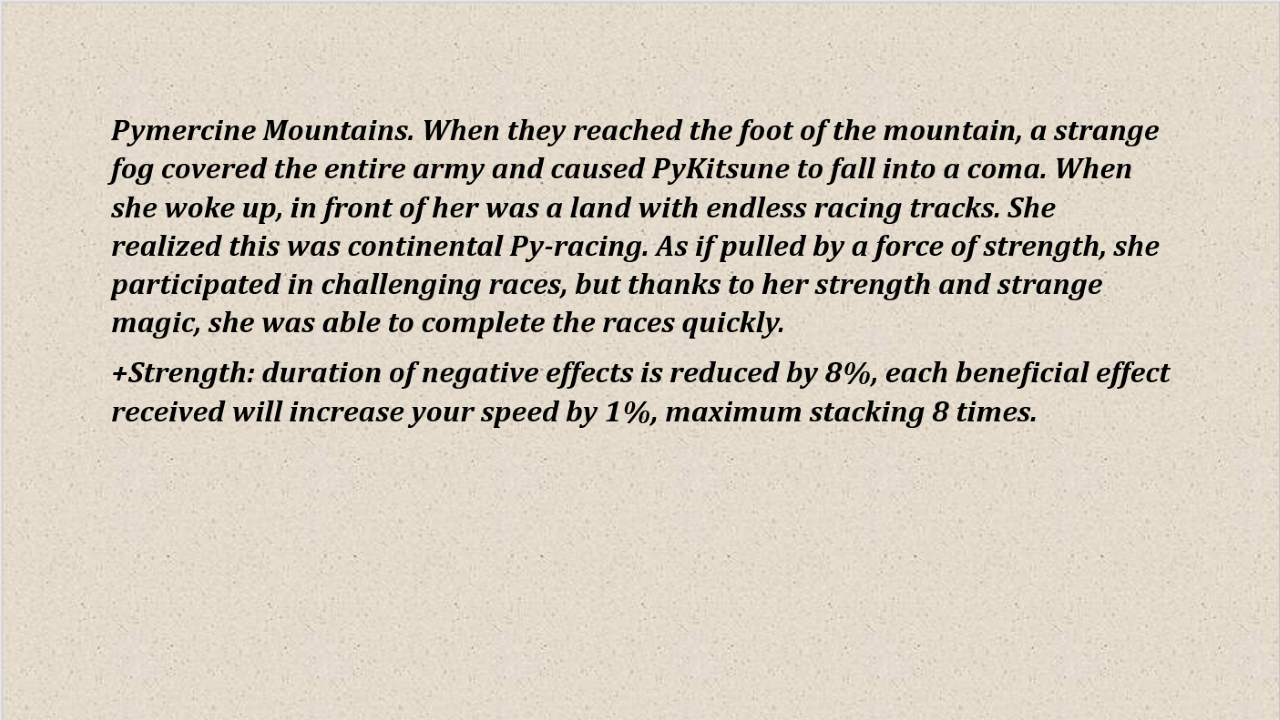 Pymercine Mountains. When they reached the foot of the mountain, a strange
fog covered the entire army and caused PyKitsune to fall into a coma. When
she woke up, in front of her was a land with endless racing tracks. She
realized this was continental Py-racing. As if pulled by a force of strength, she
participated in challenging races, but thanks to her strength and strange
magic, she was able to complete the races quickly.
+Strength: duration of negative effects is reduced by 8%, each beneficial effect
received will increase your speed by 1%, maximum stacking 8 times.